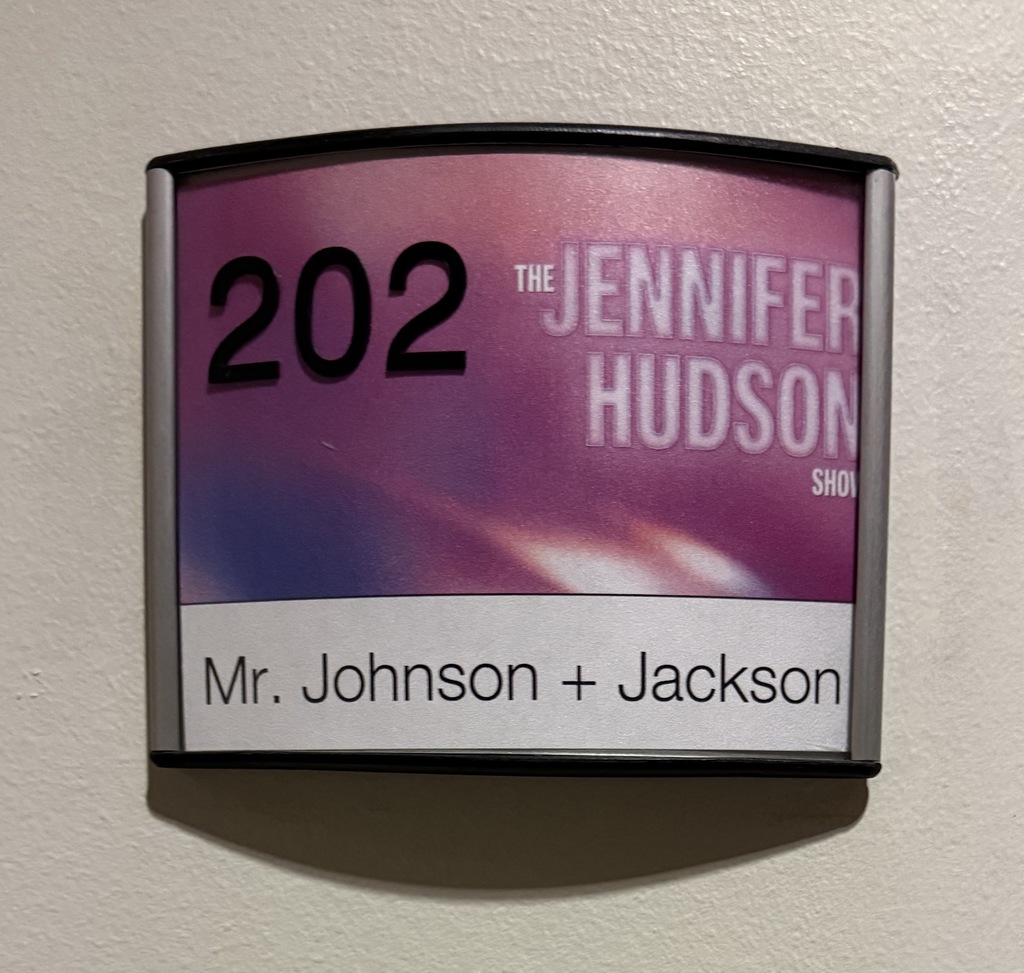 202
THE JENNIFER
HUDSON
SHOW
Mr. Johnson + Jackson